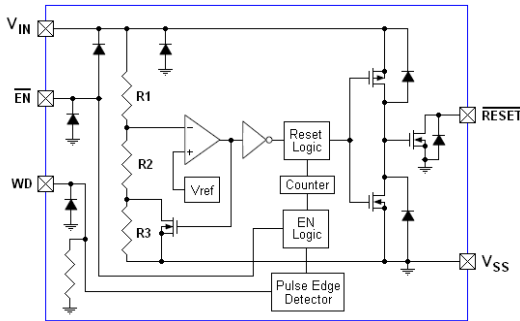 VIN
EN
WD
R1
R2
R3
−
+
Vref
Reset
Logic
Counter
EN
Logic
Pulse Edge
Detector
RESET
VSS